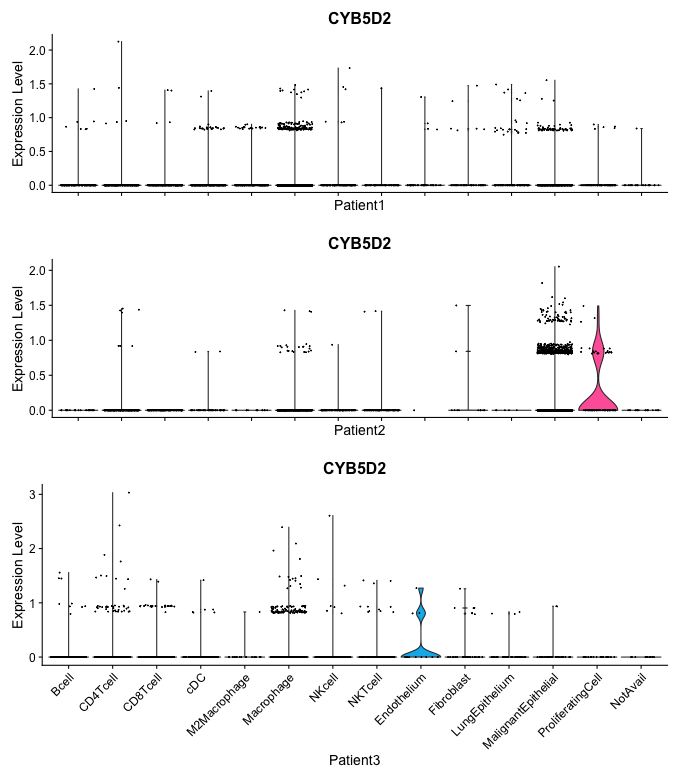 CYB5D2
Expression Level
2.0
1.5
1.0
0.5
0.0
Patient1
CYB5D2
Expression Level
2.0
1.5
1.0
0.5
0.0
Patient2
CYB5D2
Expression Level
3
2
1
0
Bcell
CD4Tcell
CD8Tcell
cDC
M2Macrophage
Macrophage
NKcell
NKTcell
Endothelium
Fibroblast
LungEpithelium
MalignantEpithelial
ProliferatingCell
NotAvail
Patient3